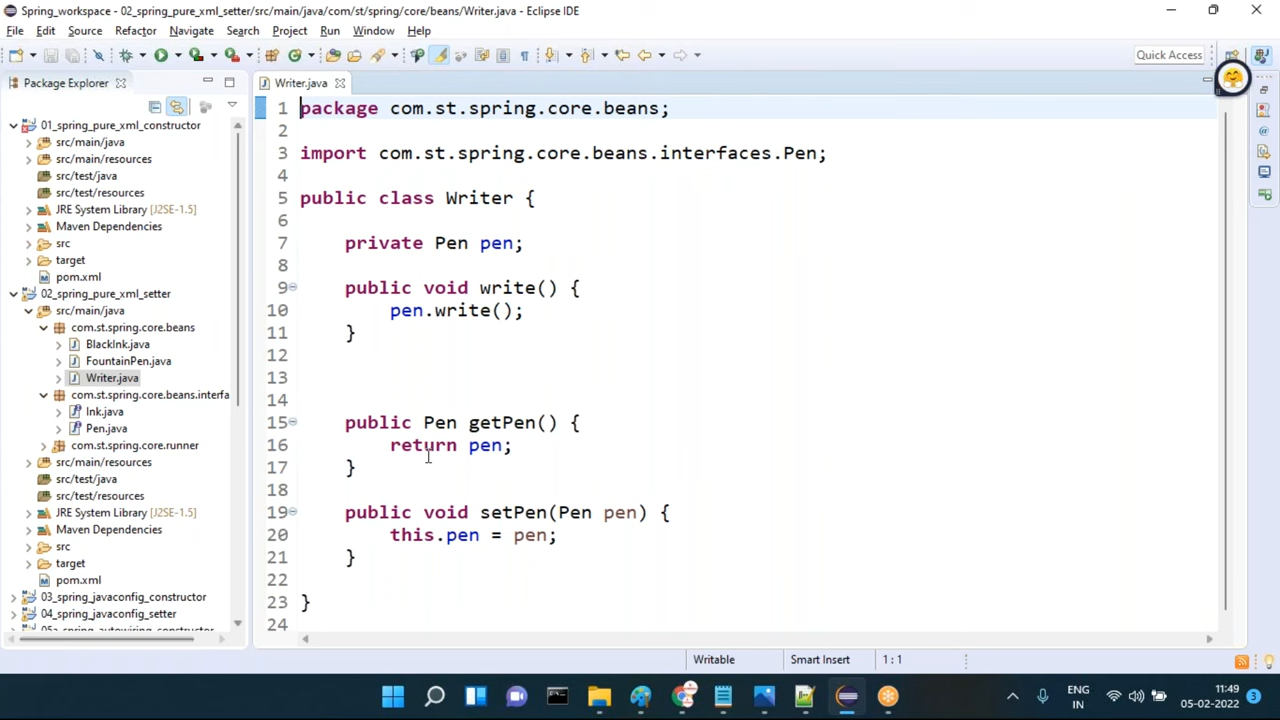 Spring_workspace - 02_spring_pure_xml_setter/src/main/java/com/st/spring/core/beans/Writer.java - Eclipse IDE
File Edit Source Refactor Navigate Search Project Run Window Help
Quick Access
Package Explorer
01_spring_pure_xml_constructor
src/main/java
src/main/resources
src/test/java
src/test/resources
JRE System Library [J2SE-1.5]
Maven Dependencies
src
target
pom.xml
02_spring_pure_xml_setter
src/main/java
com.st.spring.core.beans
BlackInk.java
FountainPen.java
Writer.java
com.st.spring.core.beans.interfa
Ink.java
Pen.java
com.st.spring.core.runner
src/main/resources
src/test/java
src/test/resources
JRE System Library [J2SE-1.5]
Maven Dependencies
src
target
pom.xml
03_spring_javaconfig_constructor
04_spring_javaconfig_setter
05a_spring_autowiring_constructor
Writer.java
1 package com.st.spring.core.beans;
2
3 import com.st.spring.core.beans.interfaces.Pen;
4
5 public class Writer {
6
7 private Pen pen;
8
9 public void write() {
10 pen.write();
11 }
12
13
14
15 public Pen getPen() {
16 return pen;
17 }
18
19 public void setPen(Pen pen) {
20 this.pen = pen;
21 }
22
23 }
24
Writable Smart Insert 1 : 1
ENG
IN
11:49
05-02-2022
3